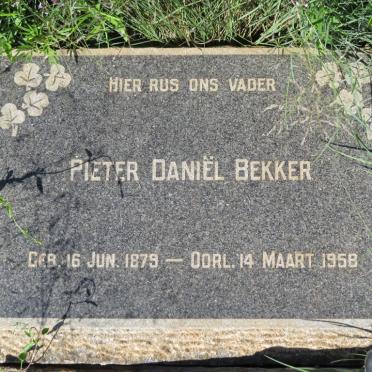 HIER RUS ONS VADER
PIETER DANIËL BEKKER
GEB. 16 JUN. 1879 — OORL. 14 MAART 1958